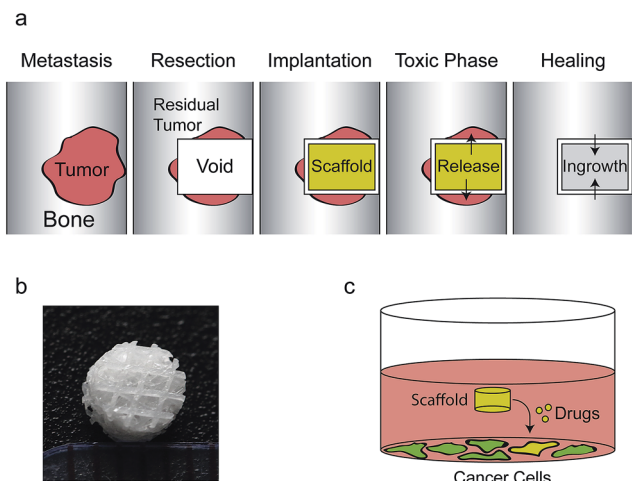 a
Metastasis Resection Implantation Toxic Phase Healing
Residual
Tumor
Tumor
Void
Scaffold
Release
Ingrowth
Bone
b
c
Scaffold
Drugs
Cancer Cells